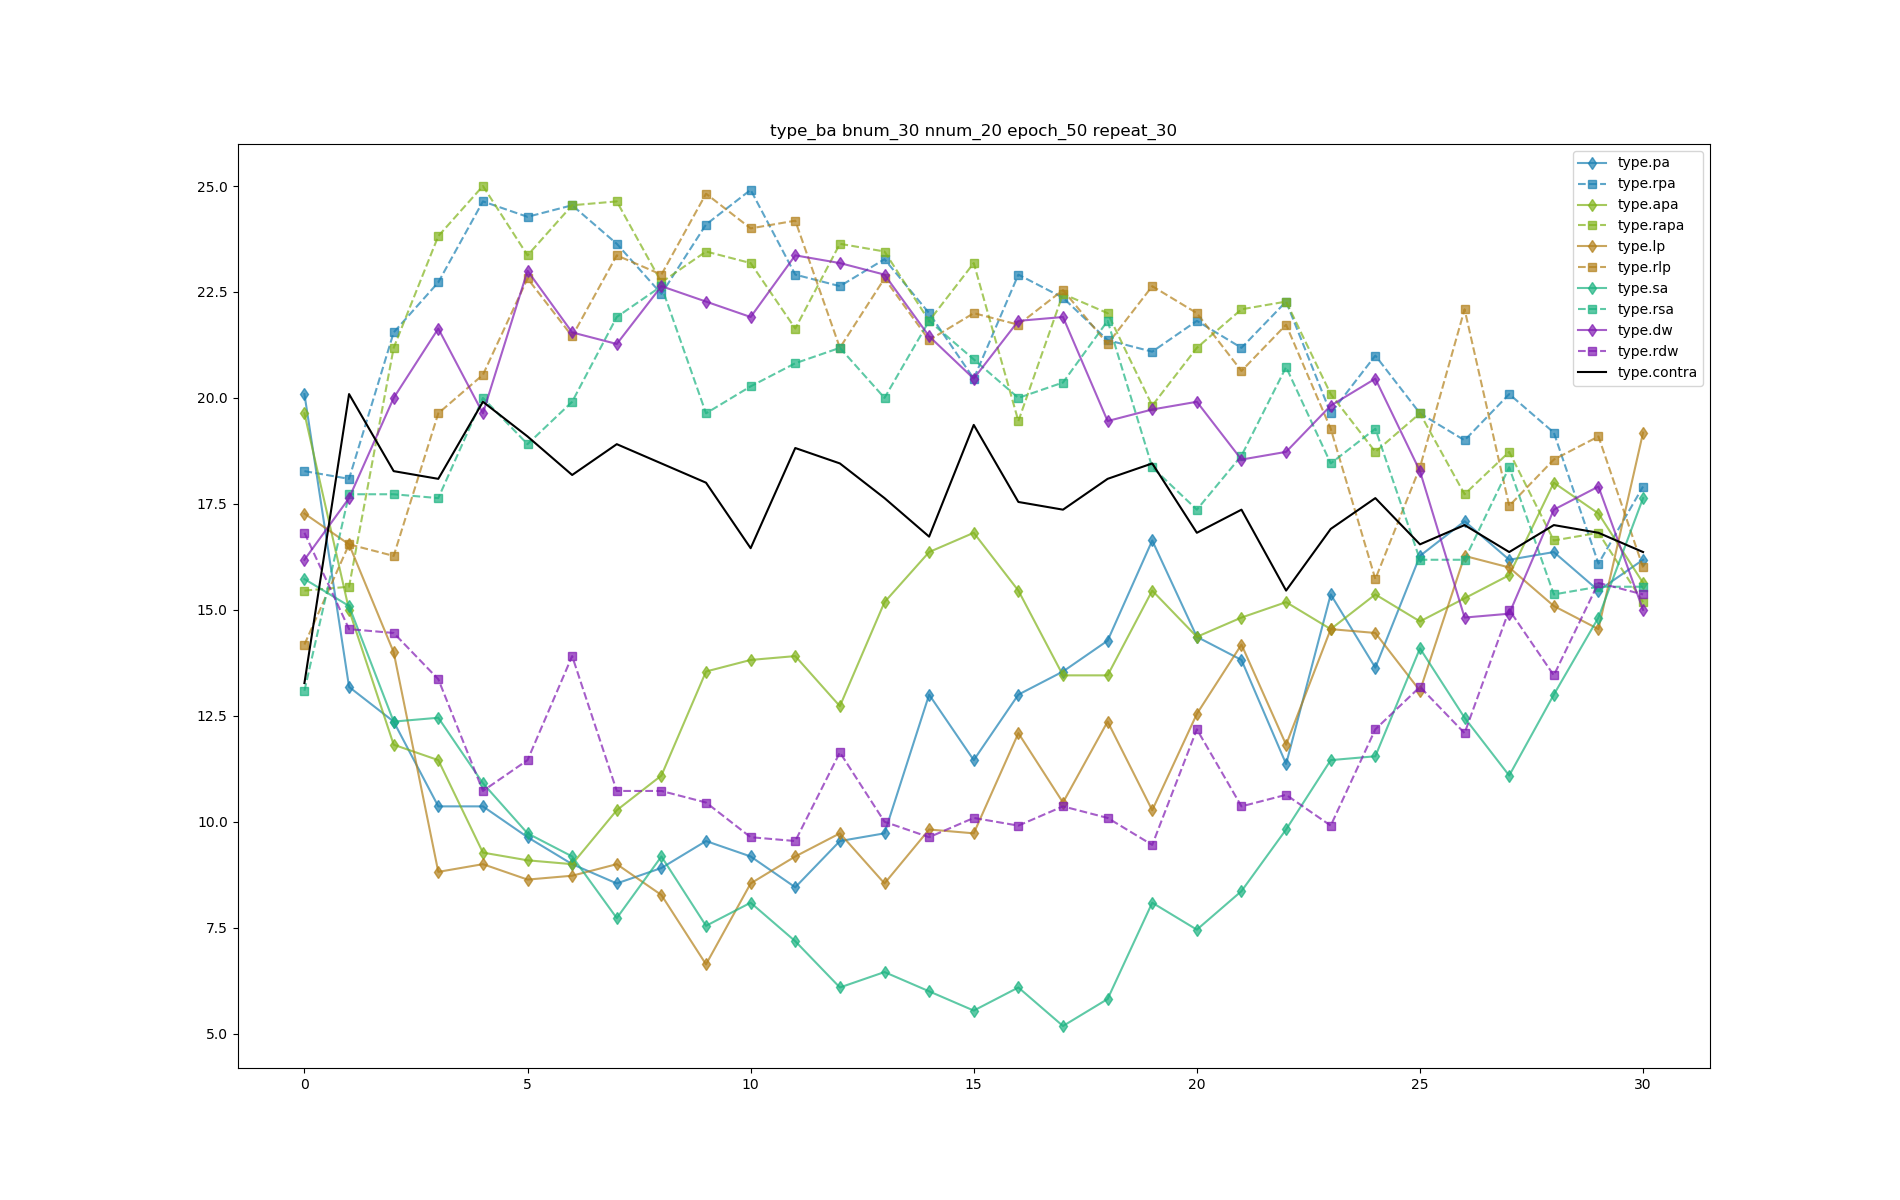 type_ba bnum_30 nnum_20 epoch_50 repeat_30
25.0
22.5
20.0
17.5
15.0
12.5
10.0
7.5
5.0
0 5 10 15 20 25 30
type.pa
type.rpa
type.apa
type.rapa
type.lp
type.rlp
type.sa
type.rsa
type.dw
type.rdw
type.contra